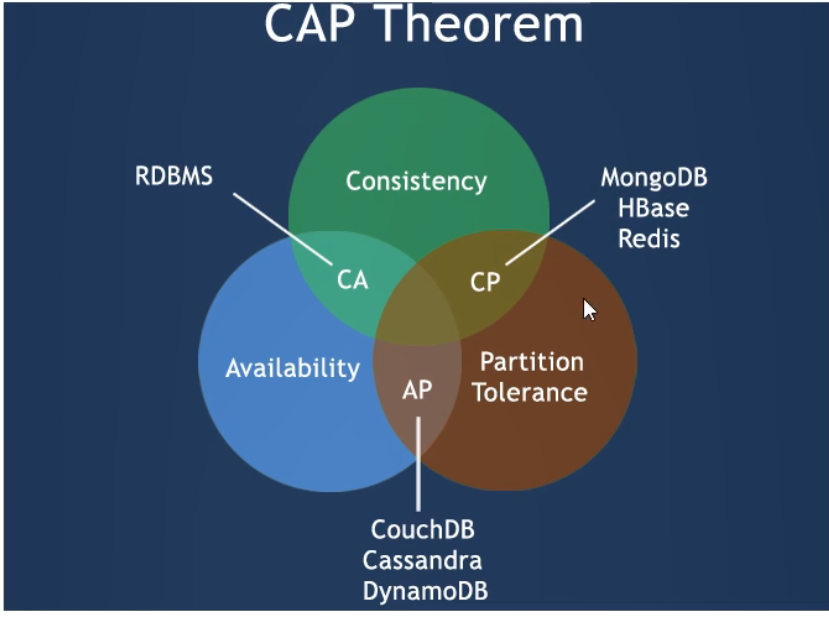 CAP Theorem
RDBMS
Consistency
MongoDB
HBase
Redis
CA
CP
Availability
Partition
Tolerance
AP
CouchDB
Cassandra
DynamoDB